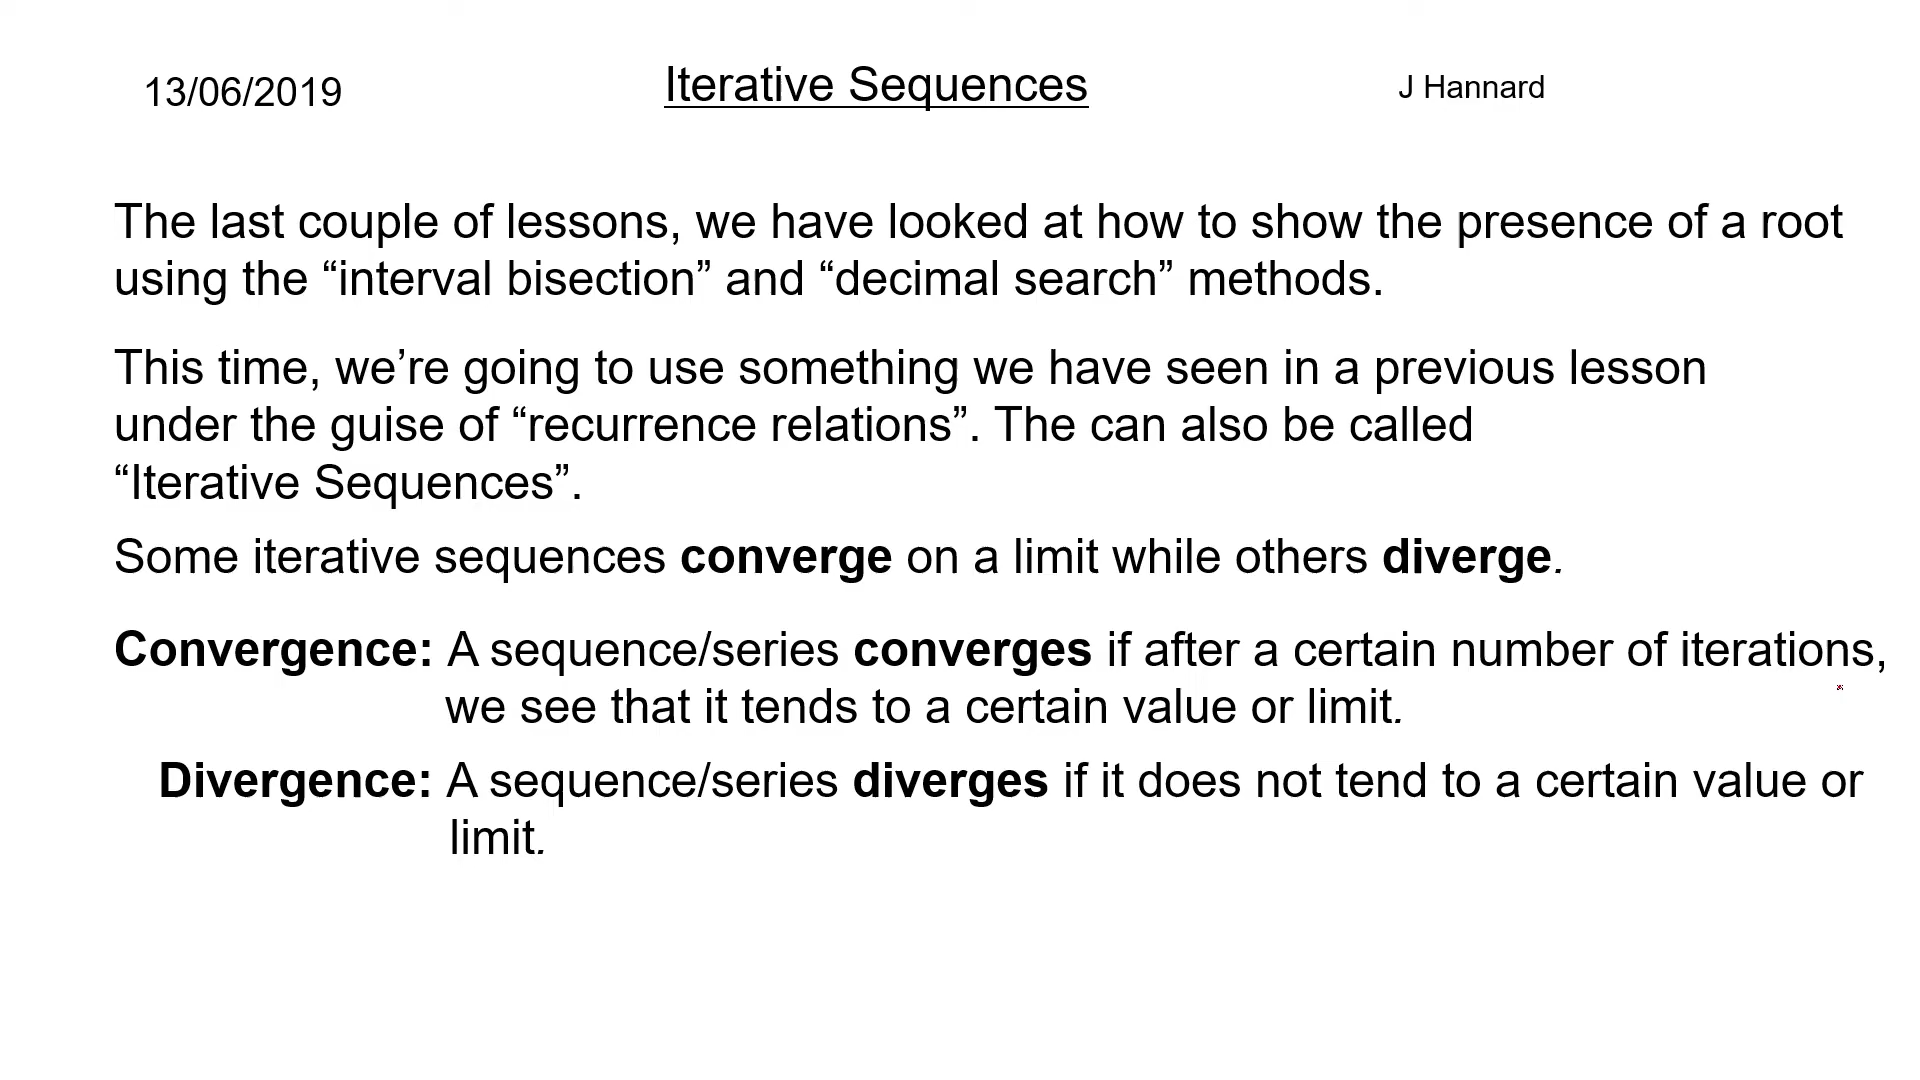 13/06/2019 Iterative Sequences J Hannard
The last couple of lessons, we have looked at how to show the presence of a root
using the “interval bisection” and “decimal search” methods.
This time, we’re going to use something we have seen in a previous lesson
under the guise of “recurrence relations”. The can also be called
“Iterative Sequences”.
Some iterative sequences converge on a limit while others diverge.
Convergence: A sequence/series converges if after a certain number of iterations,
we see that it tends to a certain value or limit.
Divergence: A sequence/series diverges if it does not tend to a certain value or
limit.